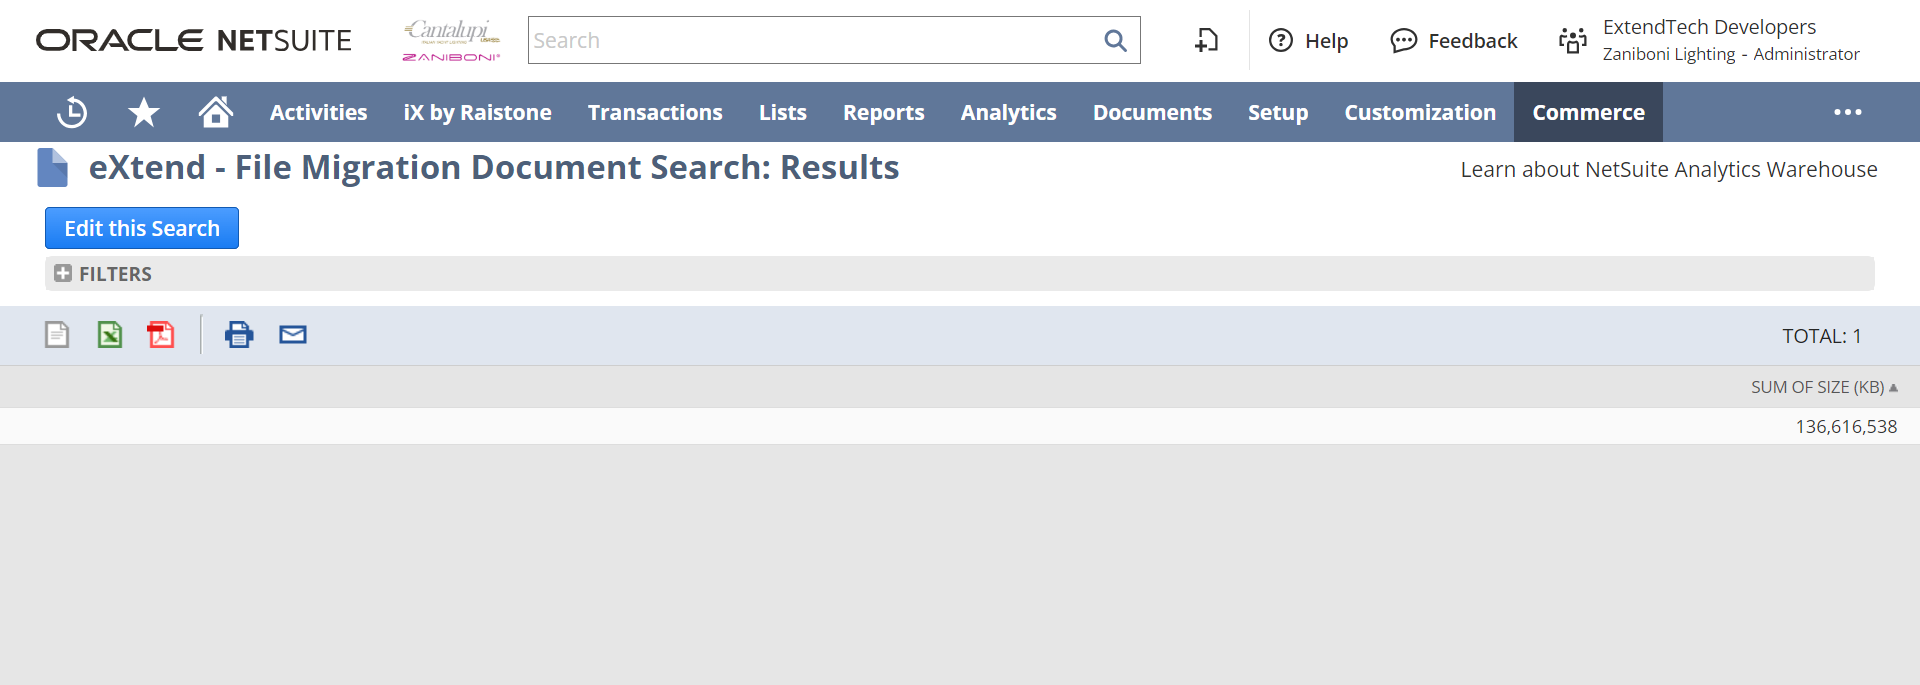 ORACLE NETSUITE
Cantalupi
ZANIBONI
Search
Help
Feedback
ExtendTech Developers
Zaniboni Lighting - Administrator
Activities
iX by Raistone
Transactions
Lists
Reports
Analytics
Documents
Setup
Customization
Commerce
eXtend - File Migration Document Search: Results
Learn about NetSuite Analytics Warehouse
Edit this Search
FILTERS
TOTAL: 1
SUM OF SIZE (KB)
136,616,538